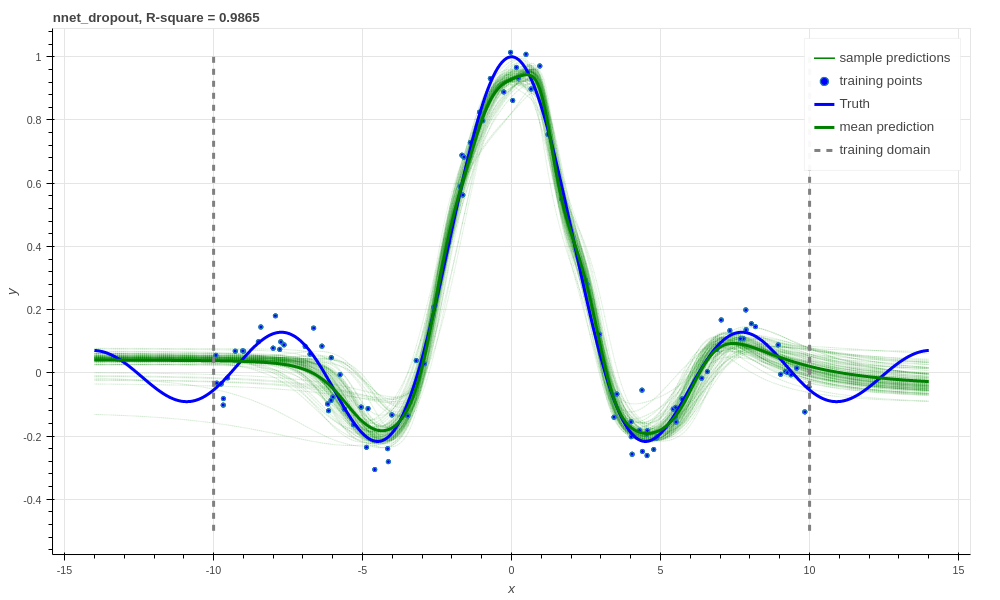 nnet_dropout, R-square = 0.9865
sample predictions
training points
Truth
mean prediction
training domain
1
0.8
0.6
0.4
0.2
0
-0.2
-0.4
y
-15
-10
-5
0
5
10
15
x